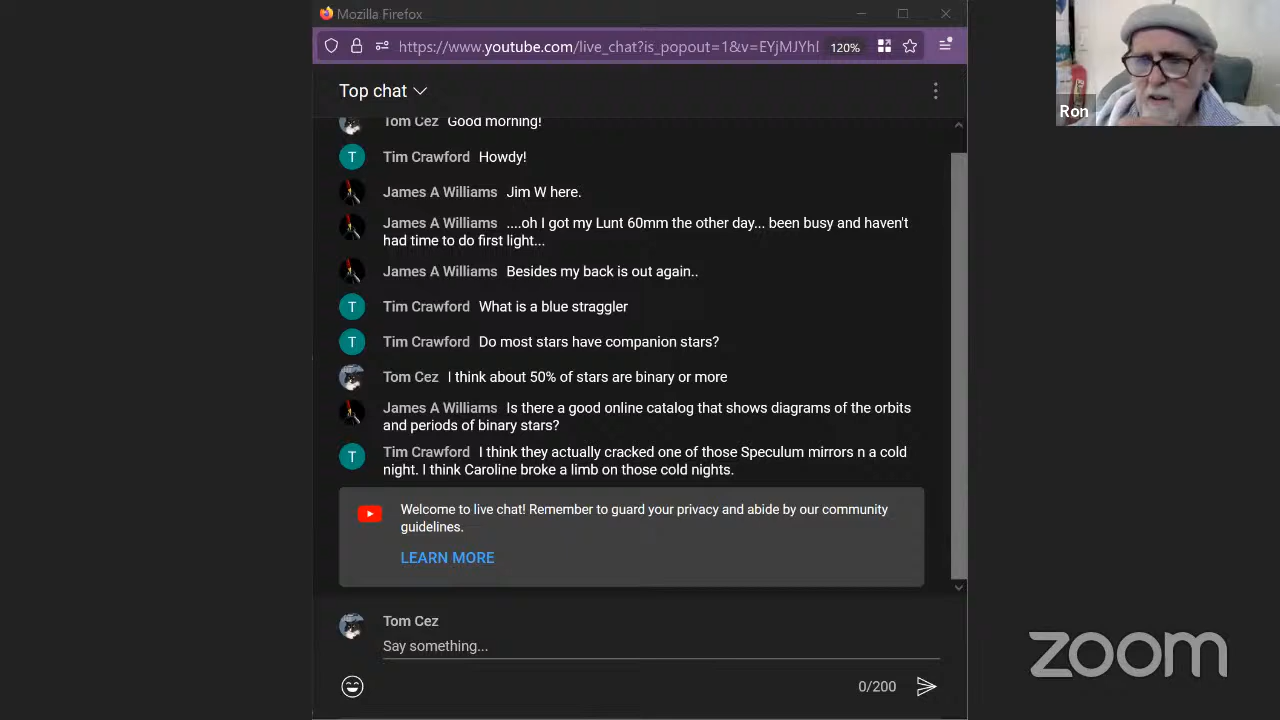 Mozilla Firefox
https://www.youtube.com/live_chat?is_popout=1&v=EYjMJYhI
120%
Top chat
Tom Cez Good morning!
T Tim Crawford Howdy!
James A Williams Jim W here.
James A Williams ....oh I got my Lunt 60mm the other day... been busy and haven't
had time to do first light...
James A Williams Besides my back is out again..
T Tim Crawford What is a blue straggler
T Tim Crawford Do most stars have companion stars?
Tom Cez I think about 50% of stars are binary or more
James A Williams Is there a good online catalog that shows diagrams of the orbits
and periods of binary stars?
T Tim Crawford I think they actually cracked one of those Speculum mirrors n a cold
night. I think Caroline broke a limb on those cold nights.
Welcome to live chat! Remember to guard your privacy and abide by our community
guidelines.
LEARN MORE
Tom Cez
Say something...
0/200
Ron
zoom